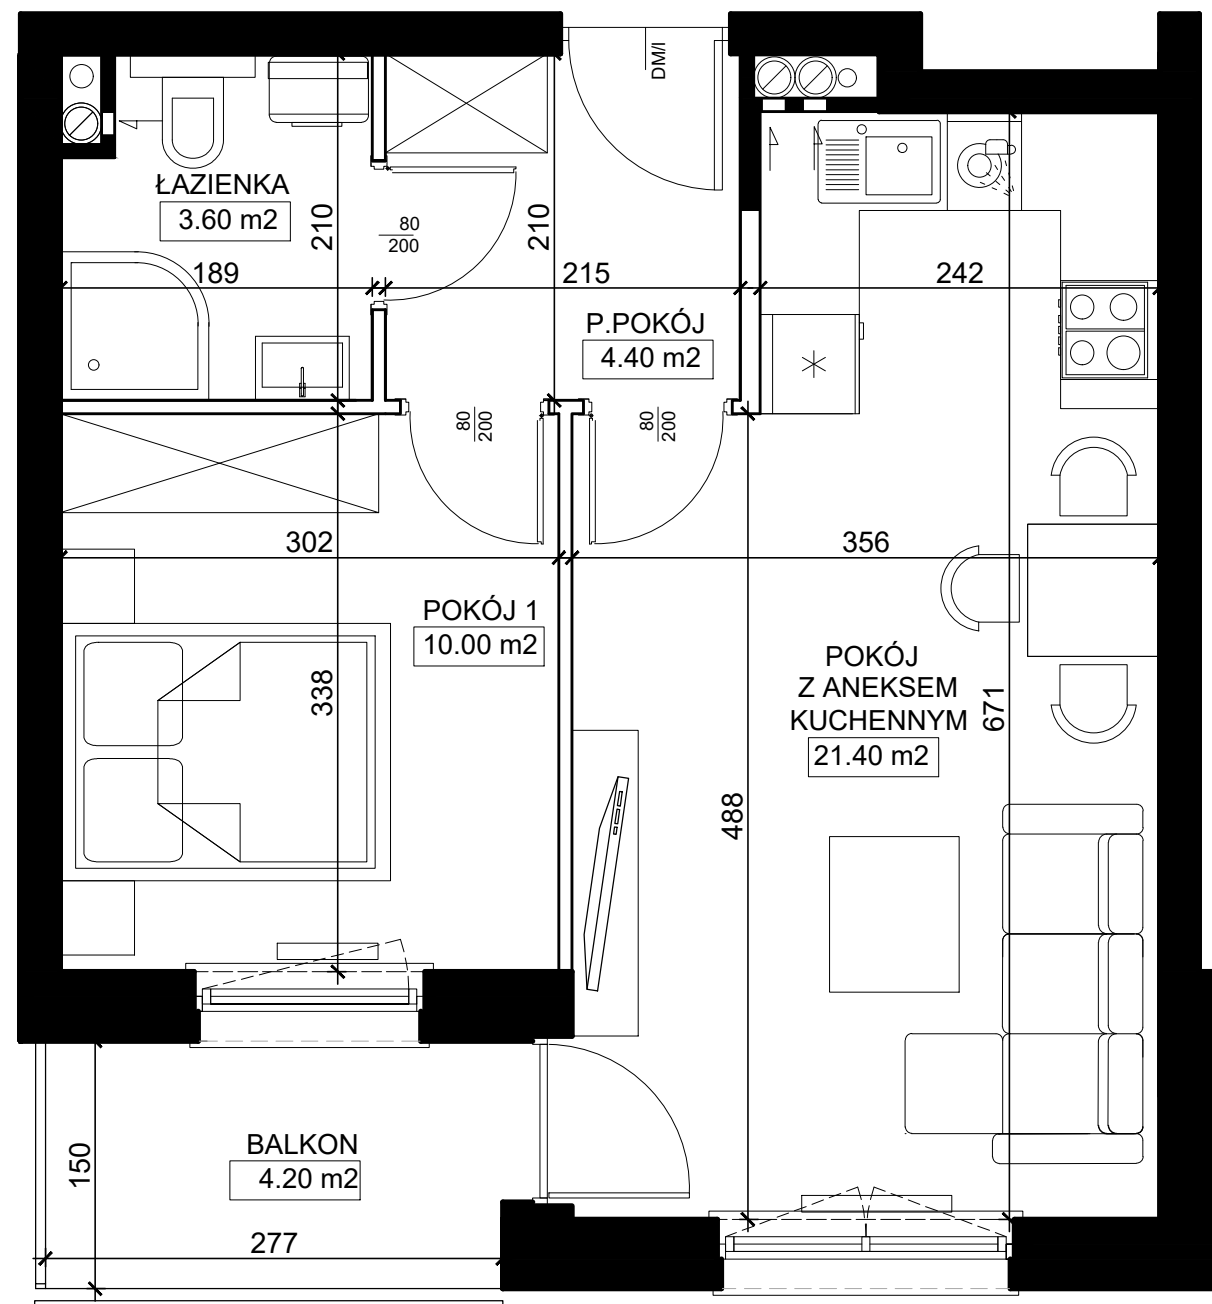 DM/I
ŁAZIENKA
3.60 m2
210
80
200
210
189
215
242
P.POKÓJ
4.40 m2
80
200
80
200
302
356
POKÓJ 1
10.00 m2
338
POKÓJ
Z ANEKSEM
KUCHENNYM
21.40 m2
671
488
BALKON
4.20 m2
150
277